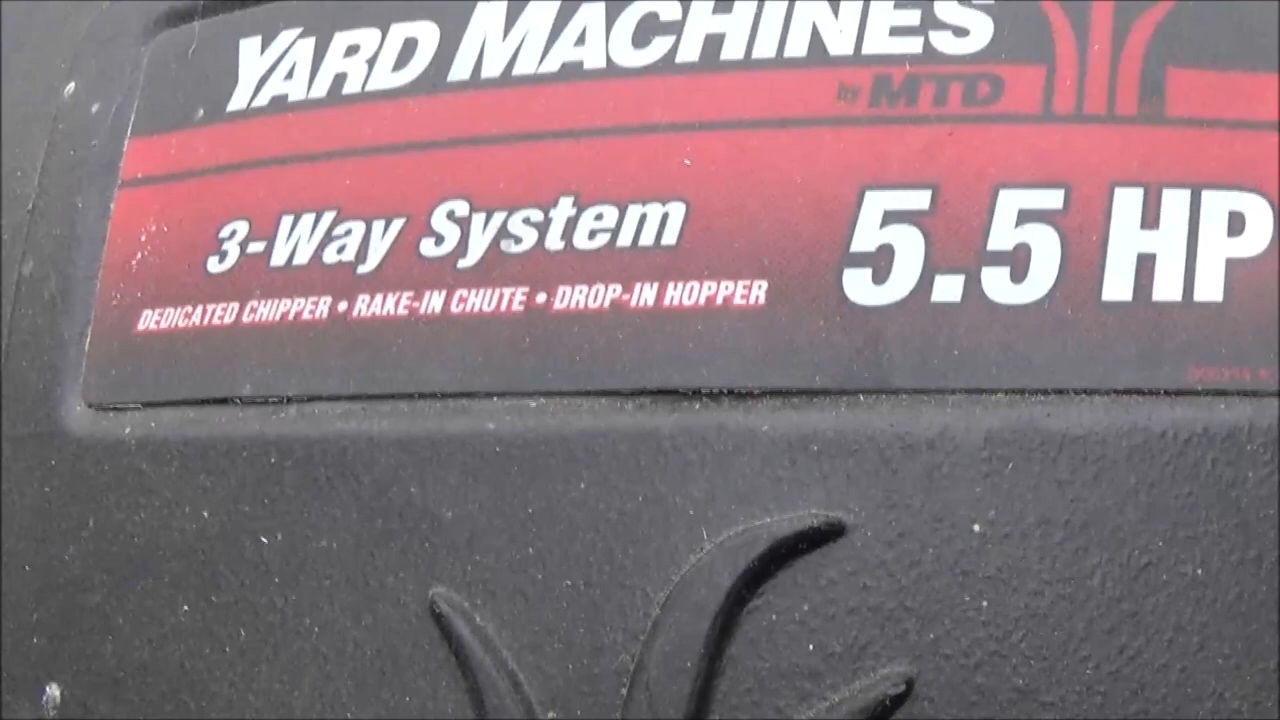 YARD MACHINES
by MTD
3-Way System
5.5 HP
DEDICATED CHIPPER • RAKE-IN CHUTE • DROP-IN HOPPER